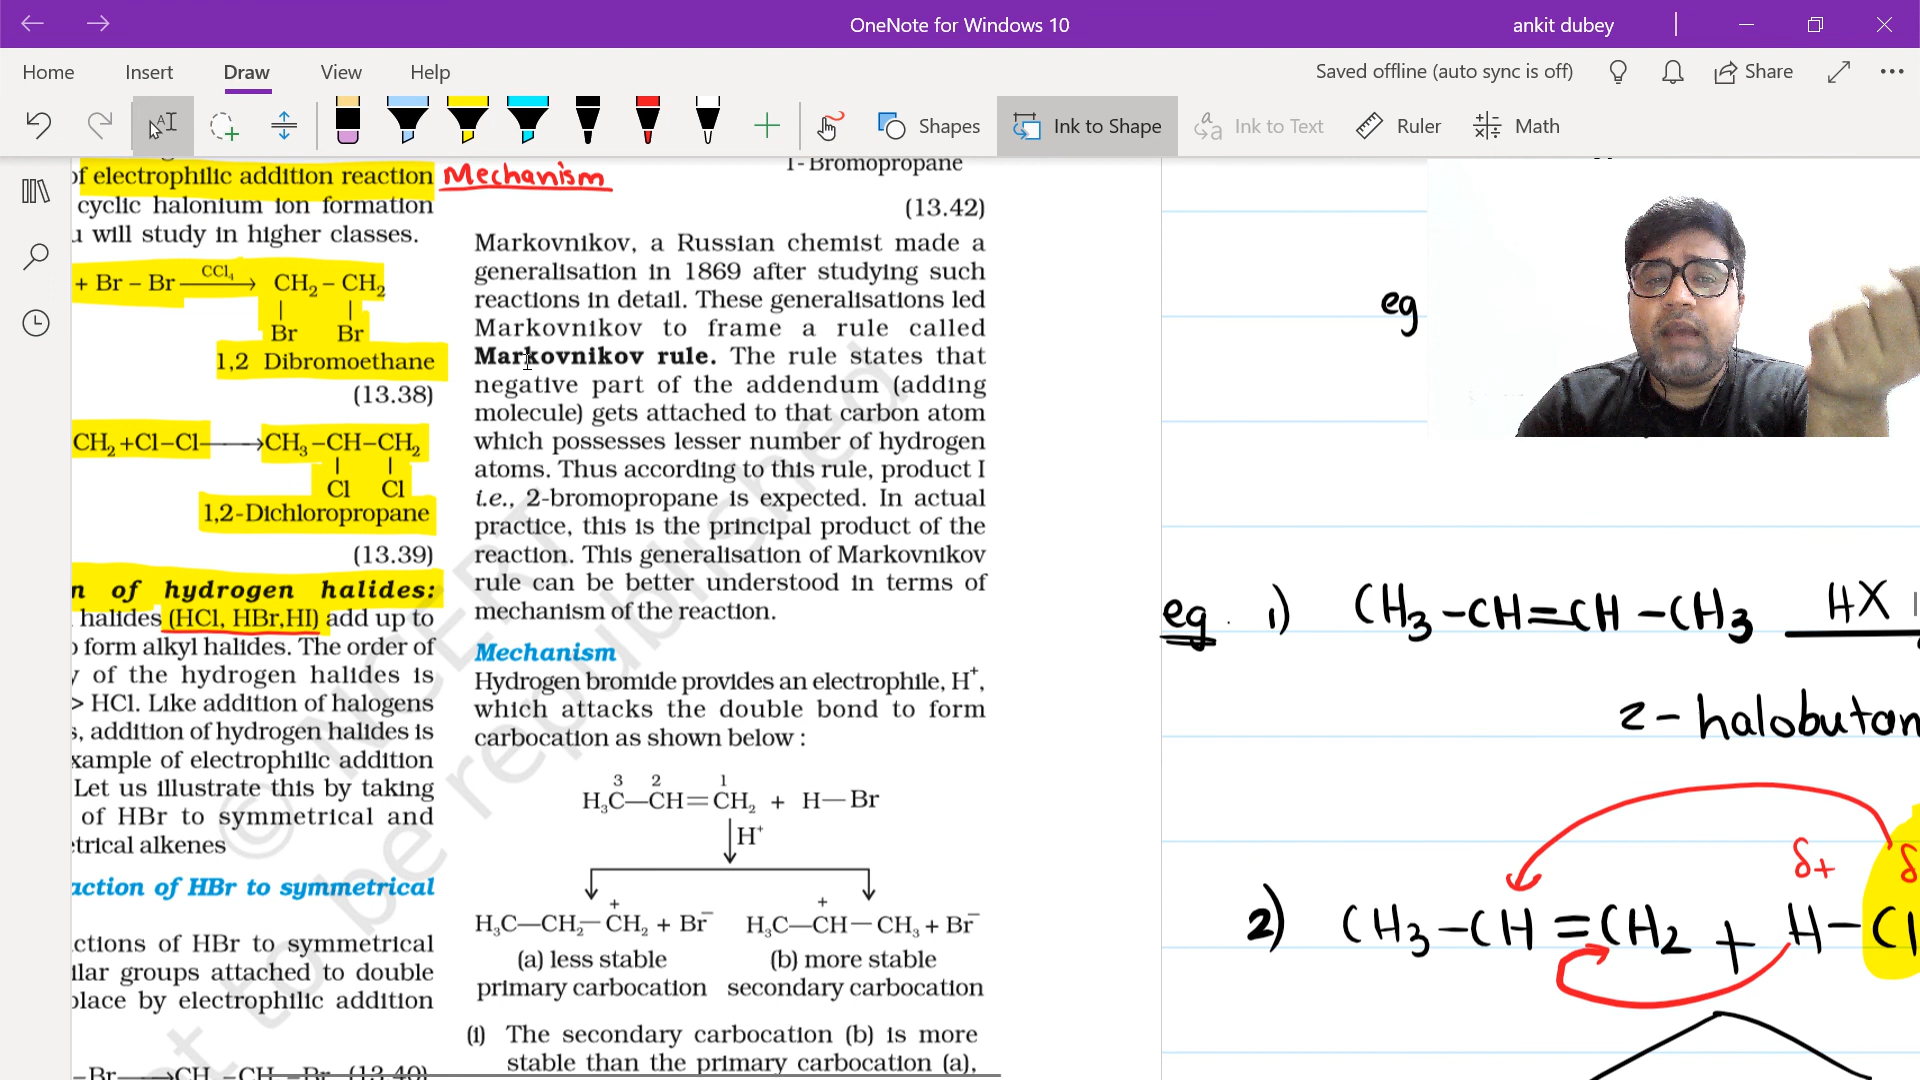 OneNote for Windows 10
ankit dubey
Home Insert Draw View Help
Saved offline (auto sync is off)
Share
Shapes
Ink to Shape
Ink to Text
Ruler
Math
of electrophilic addition reaction
cyclic halonium ion formation
u will study in higher classes.
+ Br – Br CCl₄ → CH₂ – CH₂
Br Br
1,2 Dibromoethane
(13.38)
CH₂ +Cl–Cl → CH₃ –CH–CH₂
Cl Cl
1,2-Dichloropropane
(13.39)
n of hydrogen halides:
halides (HCl, HBr,HI) add up to
form alkyl halides. The order of
y of the hydrogen halides is
> HCl. Like addition of halogens
s, addition of hydrogen halides is
xample of electrophilic addition
Let us illustrate this by taking
of HBr to symmetrical and
trical alkenes
action of HBr to symmetrical
ctions of HBr to symmetrical
ilar groups attached to double
place by electrophilic addition
–Br → CH –CH –Br (13.40)
Mechanism
1-Bromopropane
(13.42)
Markovnikov, a Russian chemist made a
generalisation in 1869 after studying such
reactions in detail. These generalisations led
Markovnikov to frame a rule called
Markovnikov rule. The rule states that
negative part of the addendum (adding
molecule) gets attached to that carbon atom
which possesses lesser number of hydrogen
atoms. Thus according to this rule, product I
i.e., 2-bromopropane is expected. In actual
practice, this is the principal product of the
reaction. This generalisation of Markovnikov
rule can be better understood in terms of
mechanism of the reaction.
Mechanism
Hydrogen bromide provides an electrophile, H⁺,
which attacks the double bond to form
carbocation as shown below :
3 2 1
H₃C—CH=CH₂ + H—Br
H⁺
+ +
H₃C—CH₂–CH₂ + Br⁻ H₃C—CH—CH₃ + Br⁻
(a) less stable (b) more stable
primary carbocation secondary carbocation
(i) The secondary carbocation (b) is more
stable than the primary carbocation (a),
© NCERT
not to be republished
eg
eg. 1) CH₃–CH=CH–CH₃ HX
2-halobutan
δ+ δ
2) CH₃–CH=CH₂ + H–Cl